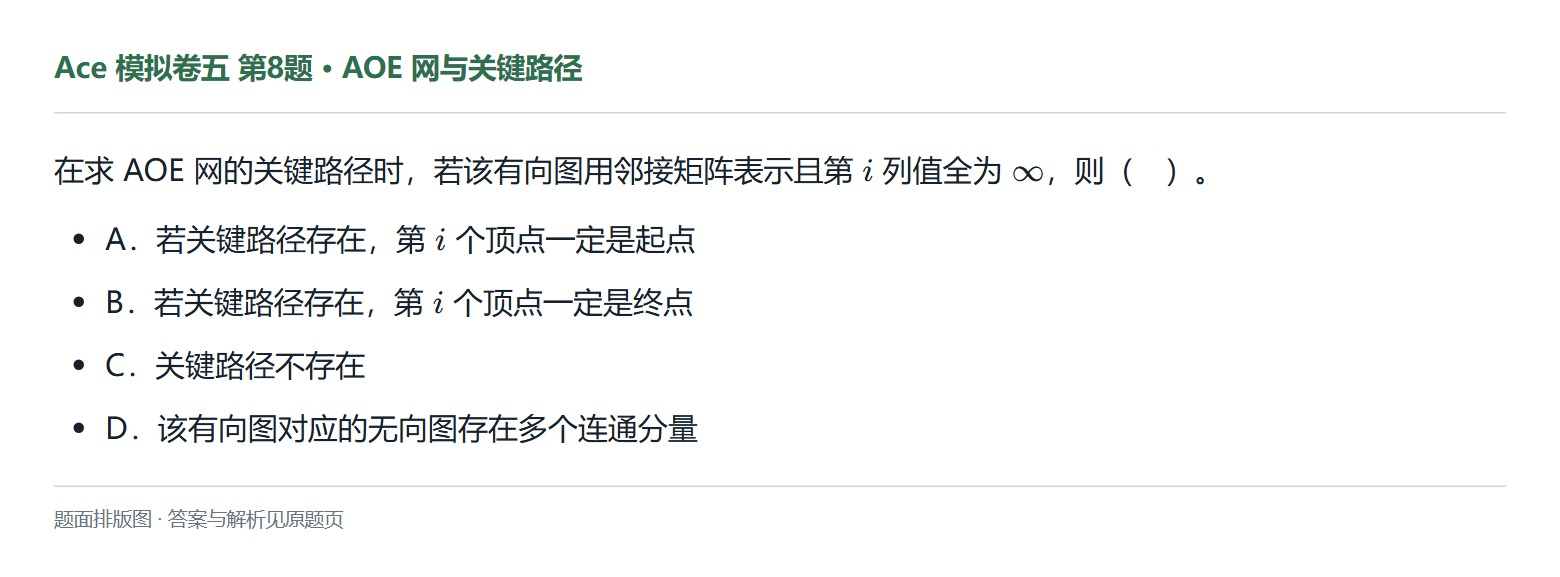 Ace 模拟卷五 第8题 • AOE 网与关键路径
在求 AOE 网的关键路径时，若该有向图用邻接矩阵表示且第 i 列值全为 ∞，则（　）。
• A．若关键路径存在，第 i 个顶点一定是起点
• B．若关键路径存在，第 i 个顶点一定是终点
• C．关键路径不存在
• D．该有向图对应的无向图存在多个连通分量
题面排版图 · 答案与解析见原题页